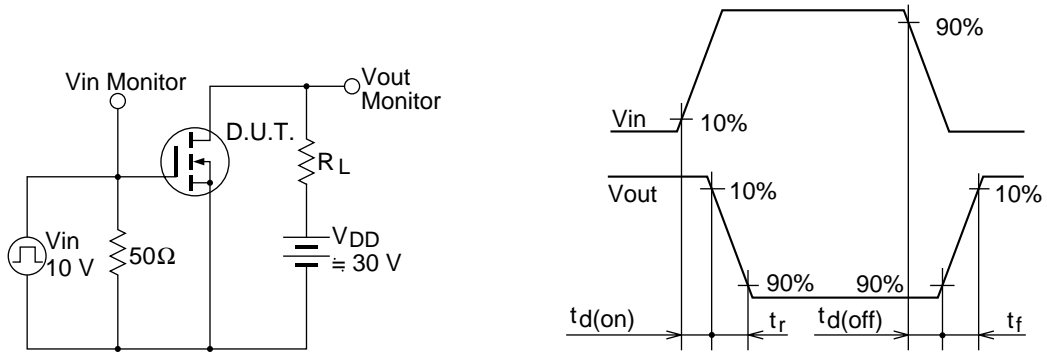 Vin Monitor
Vout
Monitor
D.U.T.
RL
Vin
10 V
50Ω
VDD
≒ 30 V
Vin
10%
90%
Vout
10%
90%
90%
10%
td(on)
tr
td(off)
tf